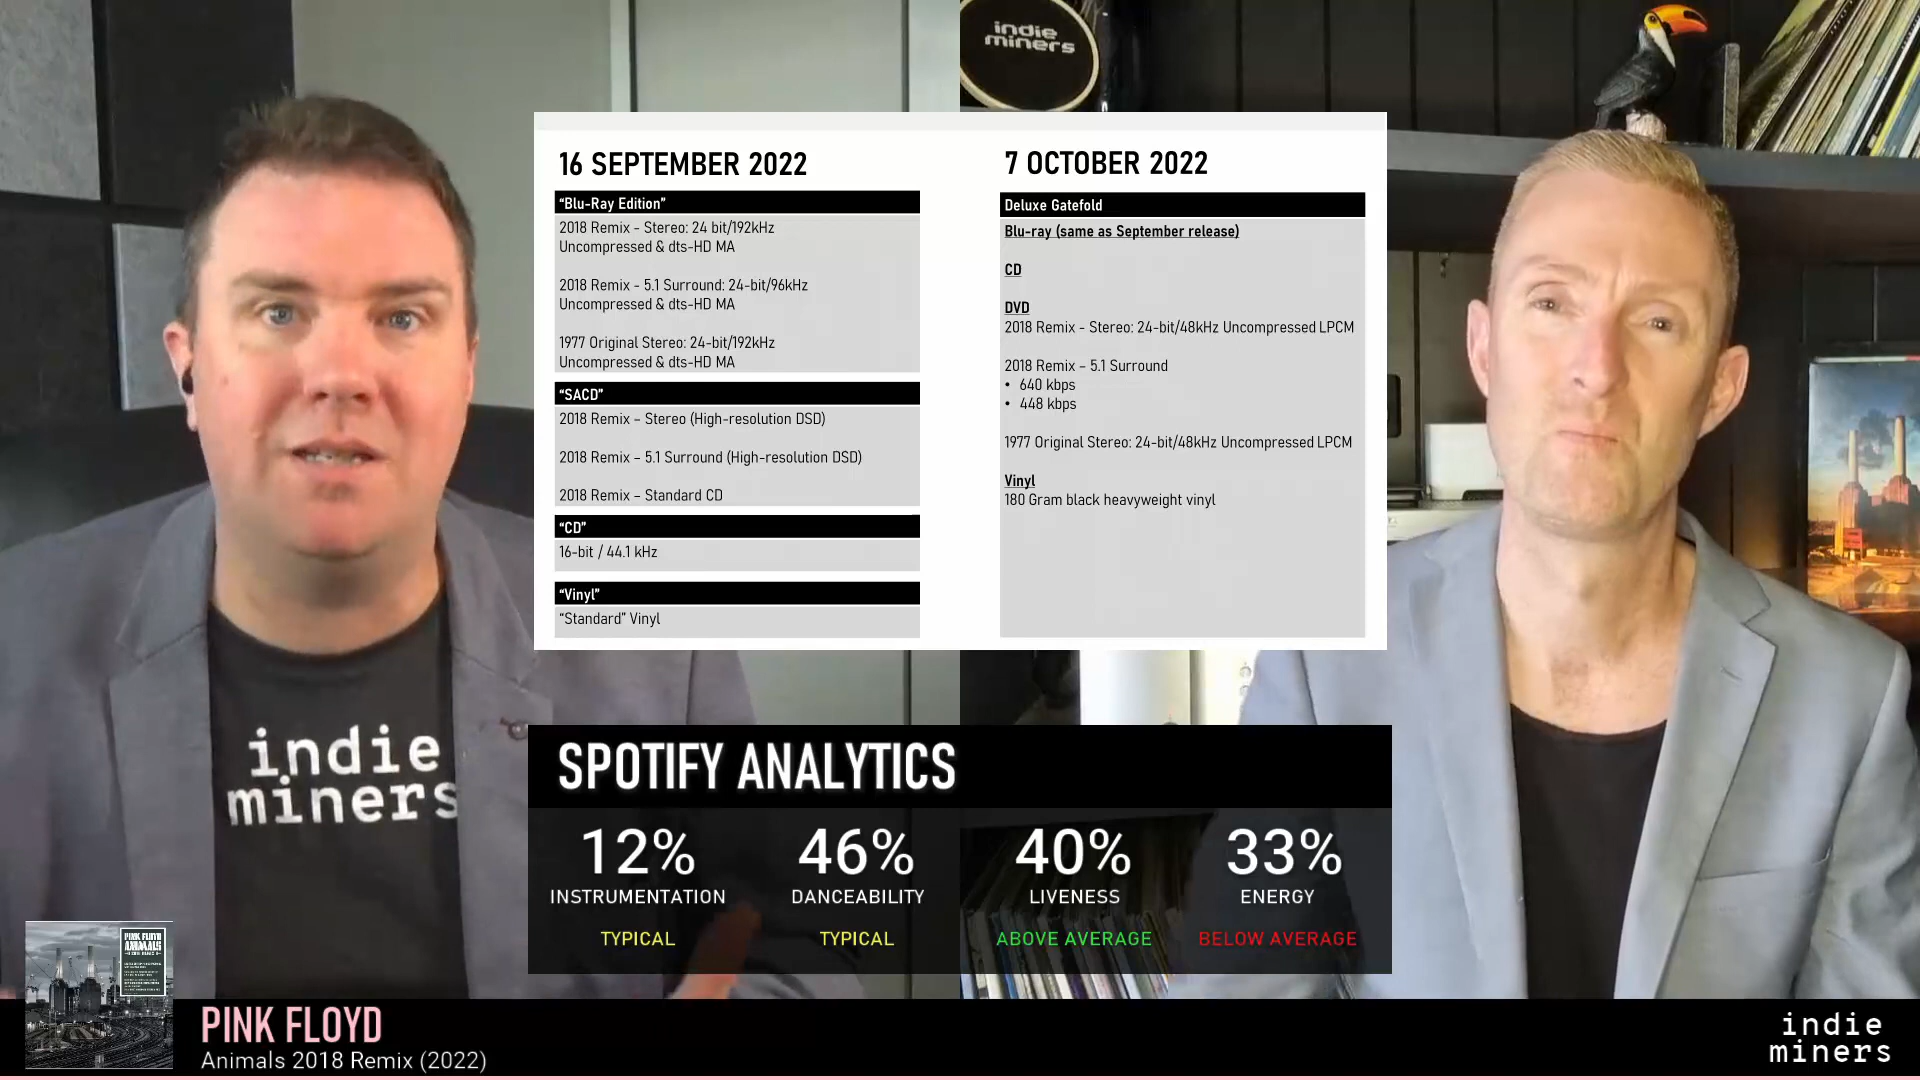 indie
miners
16 SEPTEMBER 2022
"Blu-Ray Edition"
2018 Remix - Stereo: 24 bit/192kHz
Uncompressed & dts-HD MA
2018 Remix - 5.1 Surround: 24-bit/96kHz
Uncompressed & dts-HD MA
1977 Original Stereo: 24-bit/192kHz
Uncompressed & dts-HD MA
"SACD"
2018 Remix – Stereo (High-resolution DSD)
2018 Remix – 5.1 Surround (High-resolution DSD)
2018 Remix – Standard CD
"CD"
16-bit / 44.1 kHz
"Vinyl"
"Standard" Vinyl
7 OCTOBER 2022
Deluxe Gatefold
Blu-ray (same as September release)
CD
DVD
2018 Remix - Stereo: 24-bit/48kHz Uncompressed LPCM
2018 Remix – 5.1 Surround
• 640 kbps
• 448 kbps
1977 Original Stereo: 24-bit/48kHz Uncompressed LPCM
Vinyl
180 Gram black heavyweight vinyl
indie
miners
SPOTIFY ANALYTICS
12% 46% 40% 33%
INSTRUMENTATION DANCEABILITY LIVENESS ENERGY
TYPICAL TYPICAL ABOVE AVERAGE BELOW AVERAGE
PINK FLOYD
ANIMALS
PINK FLOYD
Animals 2018 Remix (2022)
indie
miners